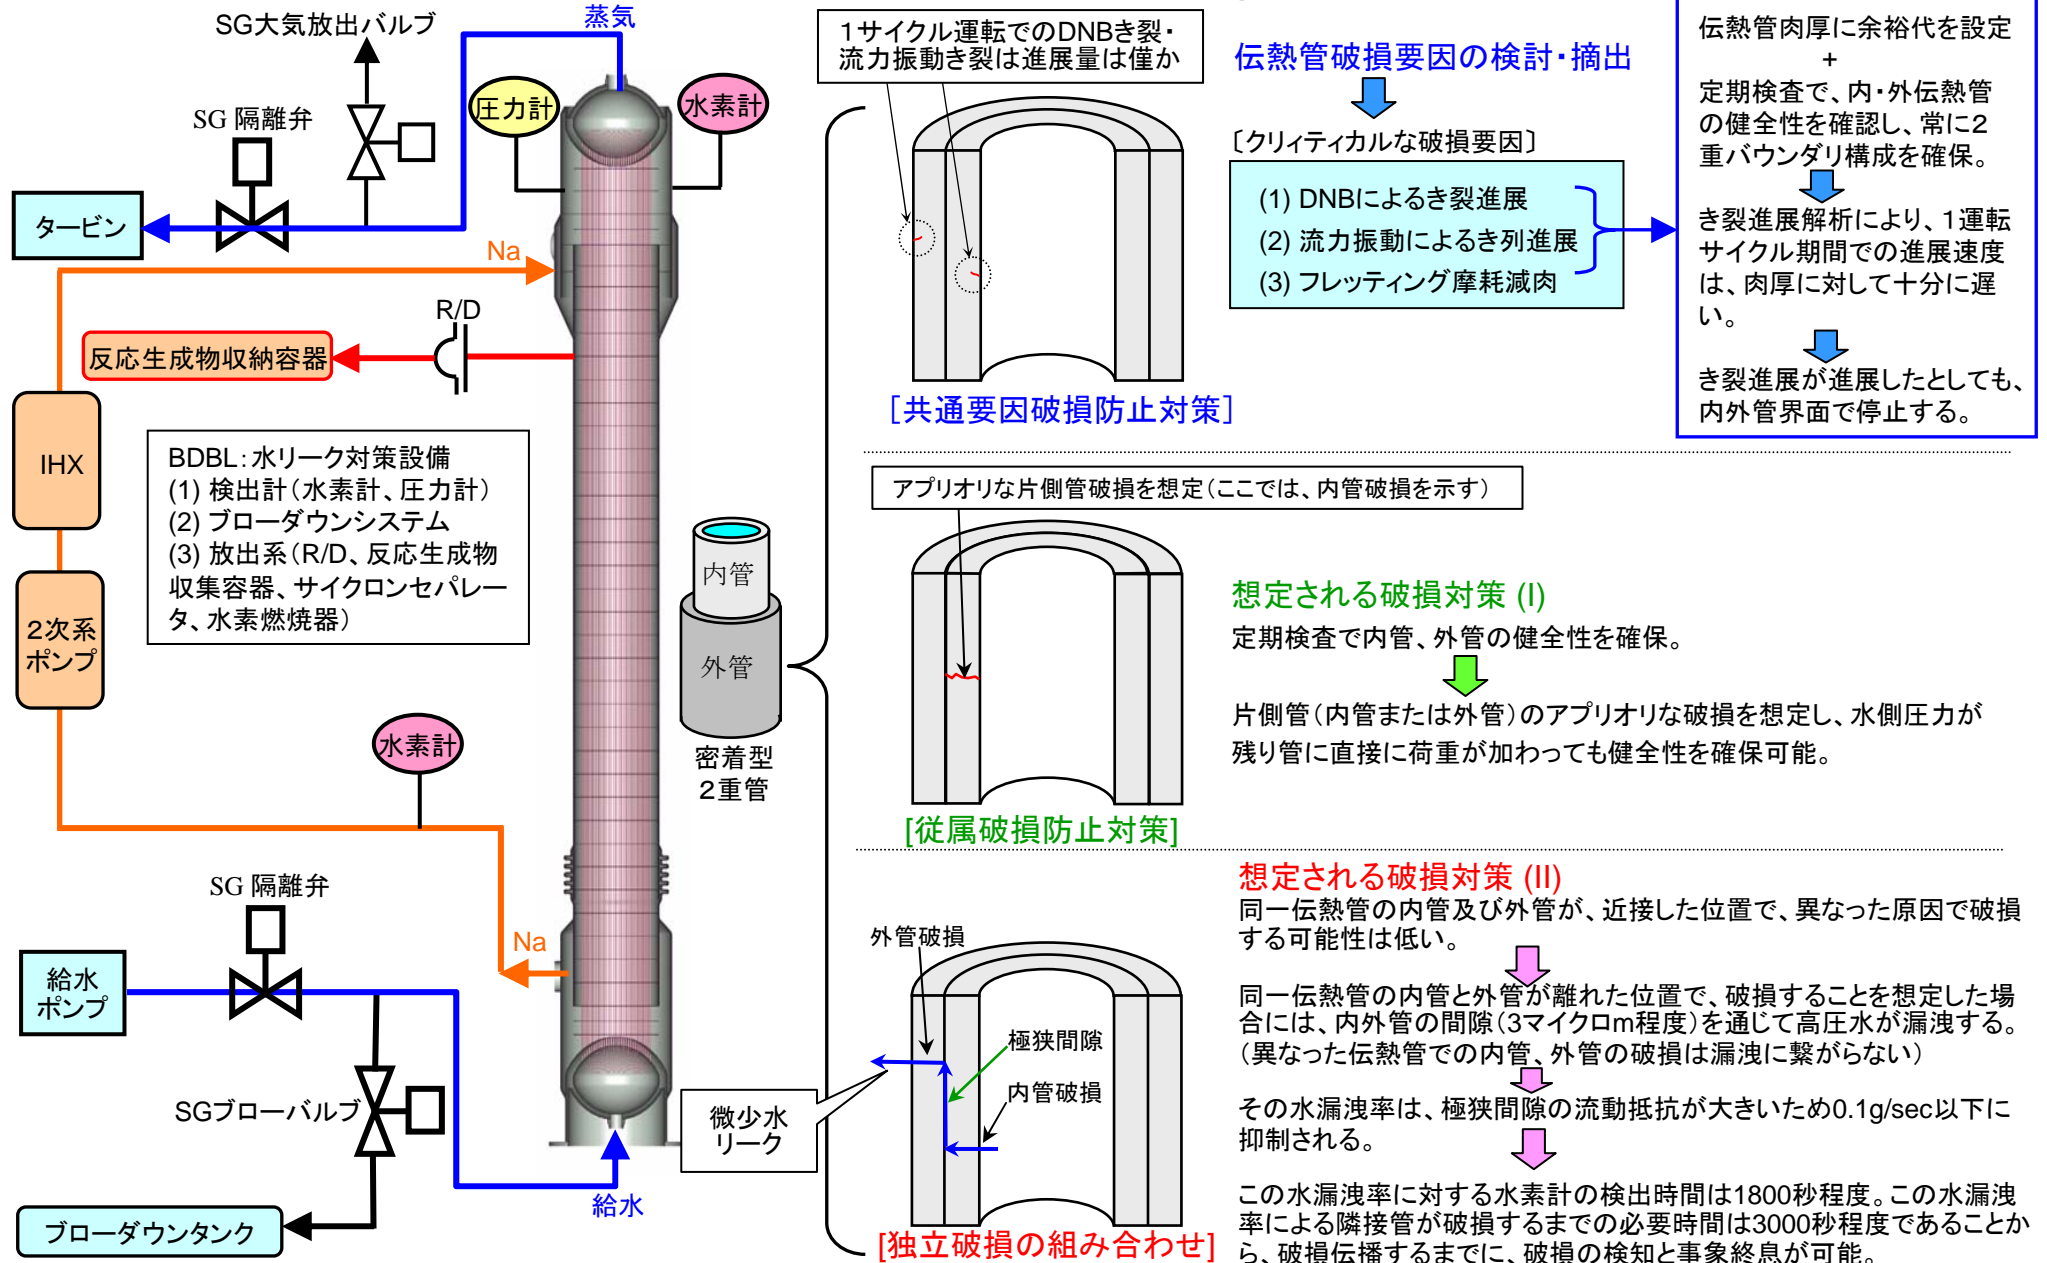 SG大気放出バルブ
蒸気
SG 隔離弁
圧力計
水素計
タービン
Na
R/D
反応生成物収納容器
IHX
BDBL:水リーク対策設備
(1) 検出計(水素計、圧力計)
(2) ブローダウンシステム
(3) 放出系(R/D、反応生成物
収集容器、サイクロンセパレー
タ、水素燃焼器)
2次系
ポンプ
水素計
内管
外管
密着型
2重管
SG 隔離弁
Na
給水
ポンプ
SGブローバルブ
給水
ブローダウンタンク
微少水
リーク
1サイクル運転でのDNBき裂・
流力振動き裂は進展量は僅か
[共通要因破損防止対策]
伝熱管破損要因の検討・摘出
〔クリィティカルな破損要因〕
(1) DNBによるき裂進展
(2) 流力振動によるき列進展
(3) フレッティング摩耗減肉
伝熱管肉厚に余裕代を設定
+
定期検査で、内・外伝熱管
の健全性を確認し、常に2
重バウンダリ構成を確保。
き裂進展解析により、1運転
サイクル期間での進展速度
は、肉厚に対して十分に遅
い。
き裂進展が進展したとしても、
内外管界面で停止する。
アプリオリな片側管破損を想定(ここでは、内管破損を示す)
[従属破損防止対策]
想定される破損対策 (I)
定期検査で内管、外管の健全性を確保。
片側管(内管または外管)のアプリオリな破損を想定し、水側圧力が
残り管に直接に荷重が加わっても健全性を確保可能。
外管破損
極狭間隙
内管破損
[独立破損の組み合わせ]
想定される破損対策 (II)
同一伝熱管の内管及び外管が、近接した位置で、異なった原因で破損
する可能性は低い。
同一伝熱管の内管と外管が離れた位置で、破損することを想定した場
合には、内外管の間隙(3マイクロm程度)を通じて高圧水が漏洩する。
(異なった伝熱管での内管、外管の破損は漏洩に繋がらない)
その水漏洩率は、極狭間隙の流動抵抗が大きいため0.1g/sec以下に
抑制される。
この水漏洩率に対する水素計の検出時間は1800秒程度。この水漏洩
率による隣接管が破損するまでの必要時間は3000秒程度であることか
ら、破損伝播するまでに、破損の検知と事象終息が可能。